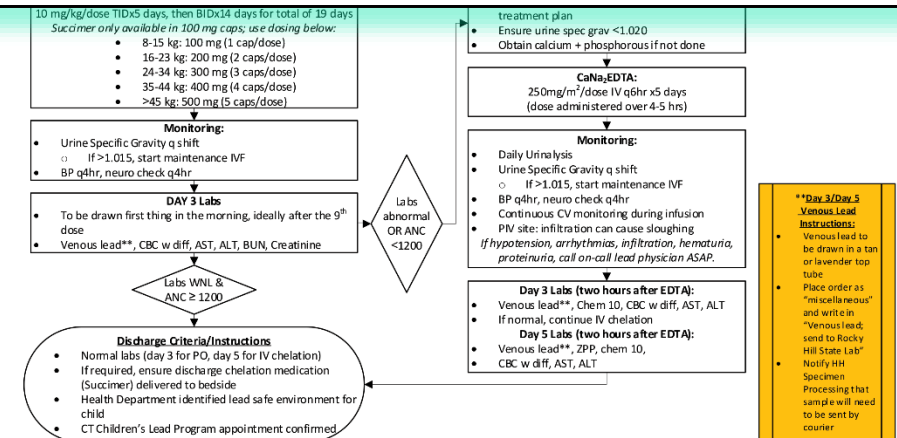 10 mg/kg/dose TIDx5 days, then BIDx14 days for total of 19 days
Succimer only available in 100 mg caps; use dosing below:
• 8-15 kg: 100 mg (1 cap/dose)
• 16-23 kg: 200 mg (2 caps/dose)
• 24-34 kg: 300 mg (3 caps/dose)
• 35-44 kg: 400 mg (4 caps/dose)
• >45 kg: 500 mg (5 caps/dose)
Monitoring:
• Urine Specific Gravity q shift
○ If >1.015, start maintenance IVF
• BP q4hr, neuro check q4hr
DAY 3 Labs
• To be drawn first thing in the morning, ideally after the 9th
dose
• Venous lead**, CBC w diff, AST, ALT, BUN, Creatinine
Labs WNL &
ANC ≥ 1200
Discharge Criteria/Instructions
• Normal labs (day 3 for PO, day 5 for IV chelation)
• If required, ensure discharge chelation medication
(Succimer) delivered to bedside
• Health Department identified lead safe environment for
child
• CT Children's Lead Program appointment confirmed
Labs
abnormal
OR ANC
<1200
treatment plan
• Ensure urine spec grav <1.020
• Obtain calcium + phosphorous if not done
CaNa2EDTA:
250mg/m2/dose IV q6hr x5 days
(dose administered over 4-5 hrs)
Monitoring:
• Daily Urinalysis
• Urine Specific Gravity q shift
○ If >1.015, start maintenance IVF
• BP q4hr, neuro check q4hr
• Continuous CV monitoring during infusion
• PIV site: infiltration can cause sloughing
If hypotension, arrhythmias, infiltration, hematuria,
proteinuria, call on-call lead physician ASAP.
Day 3 Labs (two hours after EDTA):
• Venous lead**, Chem 10, CBC w diff, AST, ALT
• If normal, continue IV chelation
Day 5 Labs (two hours after EDTA):
• Venous lead**, ZPP, chem 10,
CBC w diff, AST, ALT
**Day 3/Day 5
Venous Lead
Instructions:
• Venous lead to
be drawn in a tan
or lavender top
tube
• Place order as
"miscellaneous"
and write in
"Venous lead;
send to Rocky
Hill State Lab"
• Notify HH
Specimen
Processing that
sample will need
to be sent by
courier